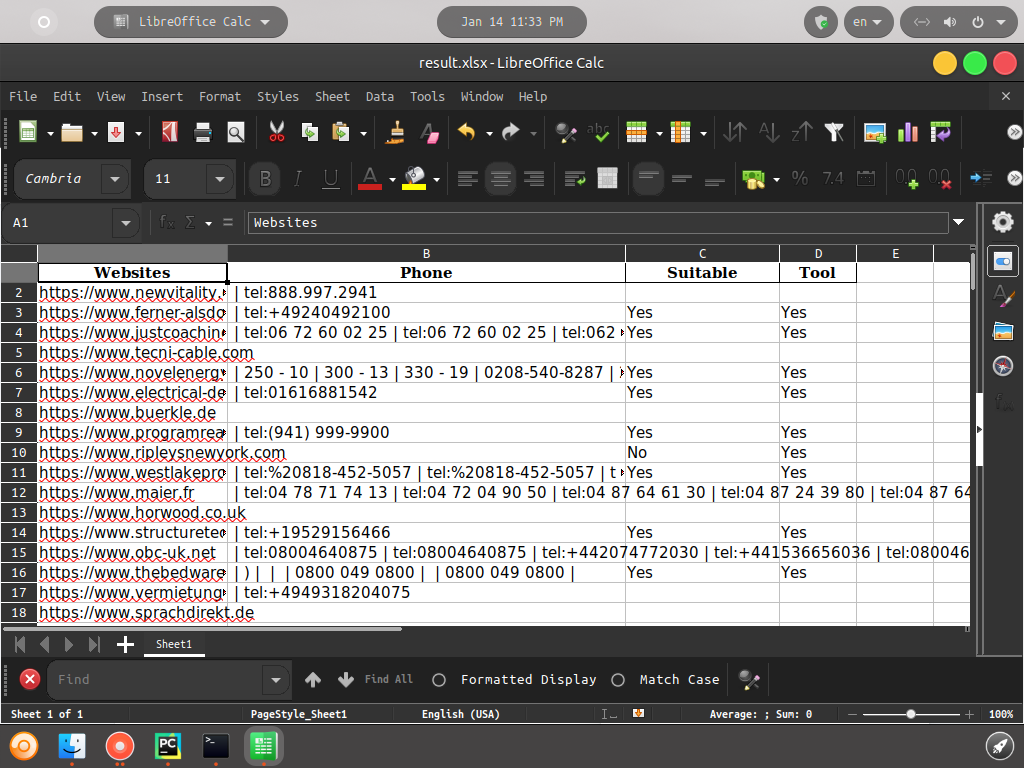 LibreOffice Calc
Jan 14 11:33 PM
en
result.xlsx - LibreOffice Calc
File Edit View Insert Format Styles Sheet Data Tools Window Help
Cambria 11 B I U A % 7.4
A1 fx Σ = Websites
A B C D E
Websites Phone Suitable Tool
2 https://www.newvitality. | tel:888.997.2941
3 https://www.ferner-alsdo | tel:+49240492100 Yes Yes
4 https://www.justcoaching | tel:06 72 60 02 25 | tel:06 72 60 02 25 | tel:062 Yes Yes
5 https://www.tecni-cable.com
6 https://www.novelenergy | 250 - 10 | 300 - 13 | 330 - 19 | 0208-540-8287 | Yes Yes
7 https://www.electrical-de | tel:01616881542 Yes Yes
8 https://www.buerkle.de
9 https://www.programrea | tel:(941) 999-9900 Yes Yes
10 https://www.ripleysnewyork.com No Yes
11 https://www.westlakepro | tel:%20818-452-5057 | tel:%20818-452-5057 | t Yes Yes
12 https://www.maier.fr | tel:04 78 71 74 13 | tel:04 72 04 90 50 | tel:04 87 64 61 30 | tel:04 87 24 39 80 | tel:04 87 64
13 https://www.horwood.co.uk
14 https://www.structuretec | tel:+19529156466 Yes Yes
15 https://www.obc-uk.net | tel:08004640875 | tel:08004640875 | tel:+442074772030 | tel:+441536656036 | tel:080046
16 https://www.thebedware | ) | | | 0800 049 0800 | | 0800 049 0800 | Yes Yes
17 https://www.vermietung | tel:+4949318204075
18 https://www.sprachdirekt.de
Sheet1
Find Find All Formatted Display Match Case
Sheet 1 of 1 PageStyle_Sheet1 English (USA) Average: ; Sum: 0 100%
PC